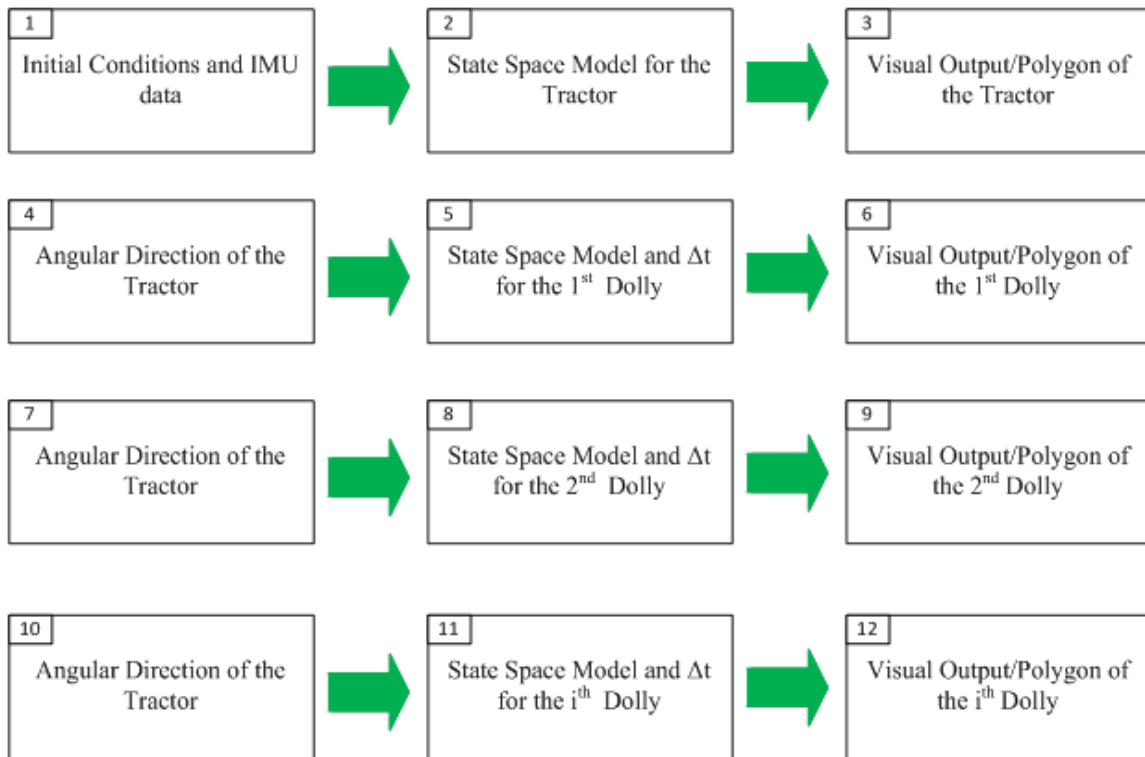 1
Initial Conditions and IMU
data
2
State Space Model for the
Tractor
3
Visual Output/Polygon of
the Tractor
4
Angular Direction of the
Tractor
5
State Space Model and Δt
for the 1st Dolly
6
Visual Output/Polygon of
the 1st Dolly
7
Angular Direction of the
Tractor
8
State Space Model and Δt
for the 2nd Dolly
9
Visual Output/Polygon of
the 2nd Dolly
10
Angular Direction of the
Tractor
11
State Space Model and Δt
for the ith Dolly
12
Visual Output/Polygon of
the ith Dolly